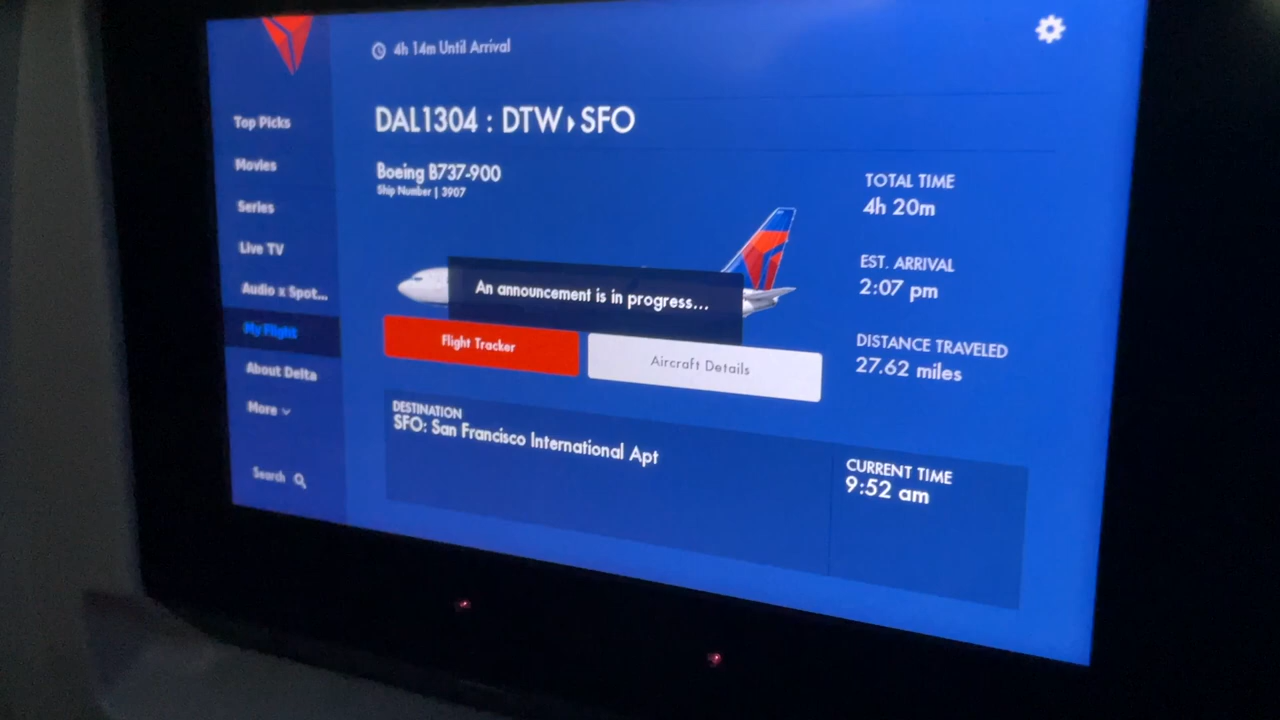 4h 14m Until Arrival
DAL1304 : DTW▸SFO
Boeing B737-900
Ship Number | 3907
Top Picks
Movies
Series
Live TV
Audio x Spot...
My Flight
About Delta
More
Search
An announcement is in progress...
Flight Tracker
Aircraft Details
TOTAL TIME
4h 20m
EST. ARRIVAL
2:07 pm
DISTANCE TRAVELED
27.62 miles
DESTINATION
SFO: San Francisco International Apt
CURRENT TIME
9:52 am